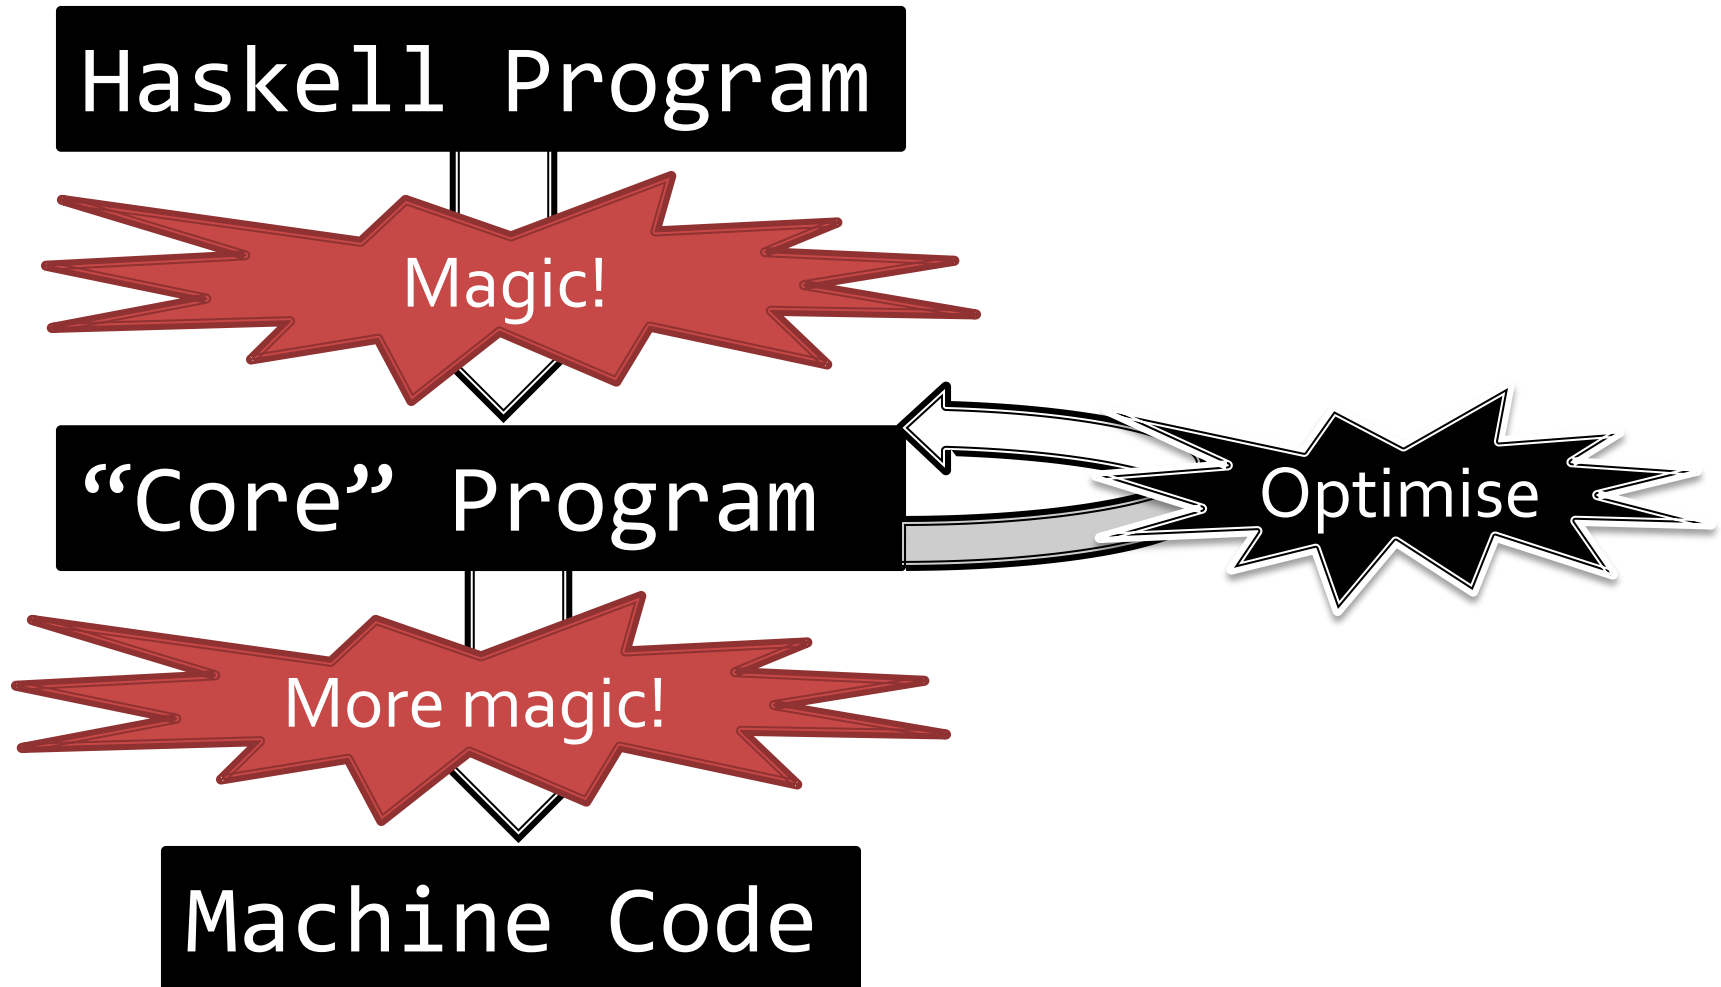 Haskell Program
Magic!
“Core” Program
Optimise
More magic!
Machine Code